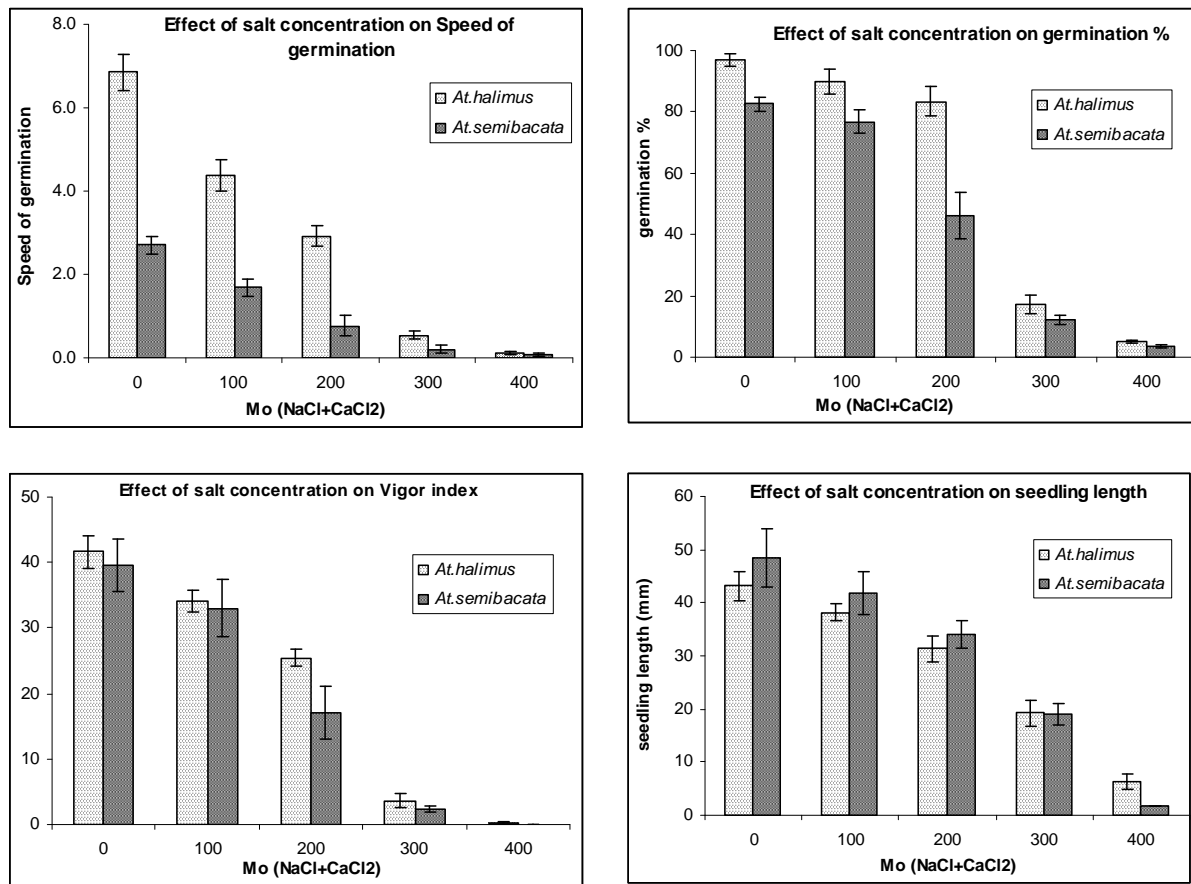 Effect of salt concentration on Speed of
germination
8.0
6.0
4.0
2.0
0.0
Speed of germination
At.halimus
At.semibacata
0 100 200 300 400
Mo (NaCl+CaCl2)
Effect of salt concentration on germination %
100
80
60
40
20
0
germination %
At.halimus
At.semibacata
0 100 200 300 400
Mo (NaCl+CaCl2)
Effect of salt concentration on Vigor index
50
40
30
20
10
0
At.halimus
At.semibacata
0 100 200 300 400
Mo (NaCl+CaCl2)
Effect of salt concentration on seedling length
60
50
40
30
20
10
0
seedling length (mm)
At.halimus
At.semibacata
0 100 200 300 400
Mo (NaCl+CaCl2)